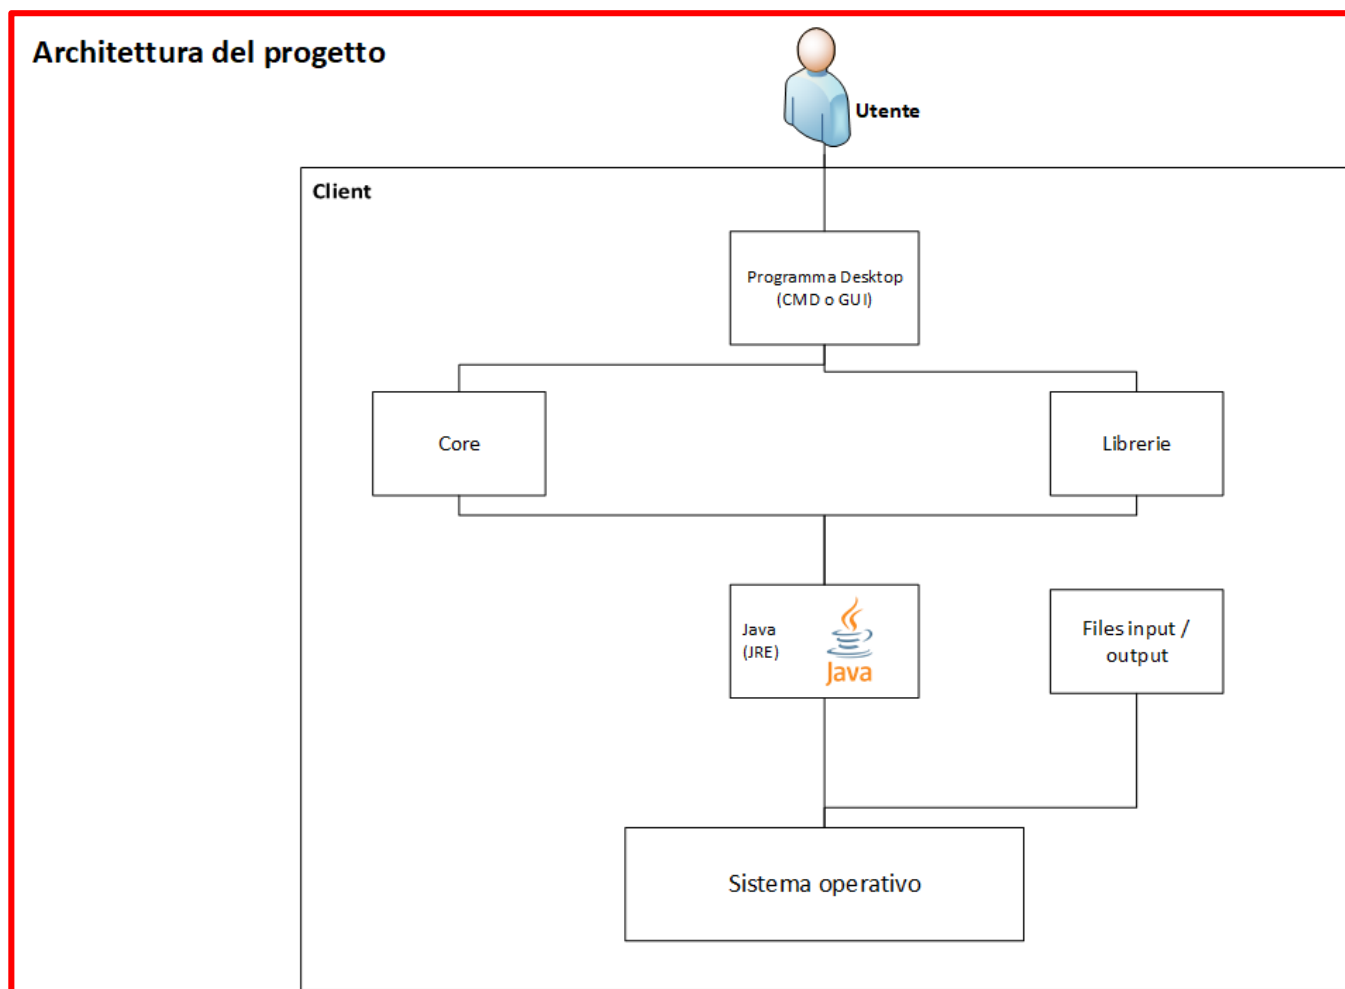 Architettura del progetto
Utente
Client
Programma Desktop
(CMD o GUI)
Core
Librerie
Java
(JRE)
Java
Files input /
output
Sistema operativo